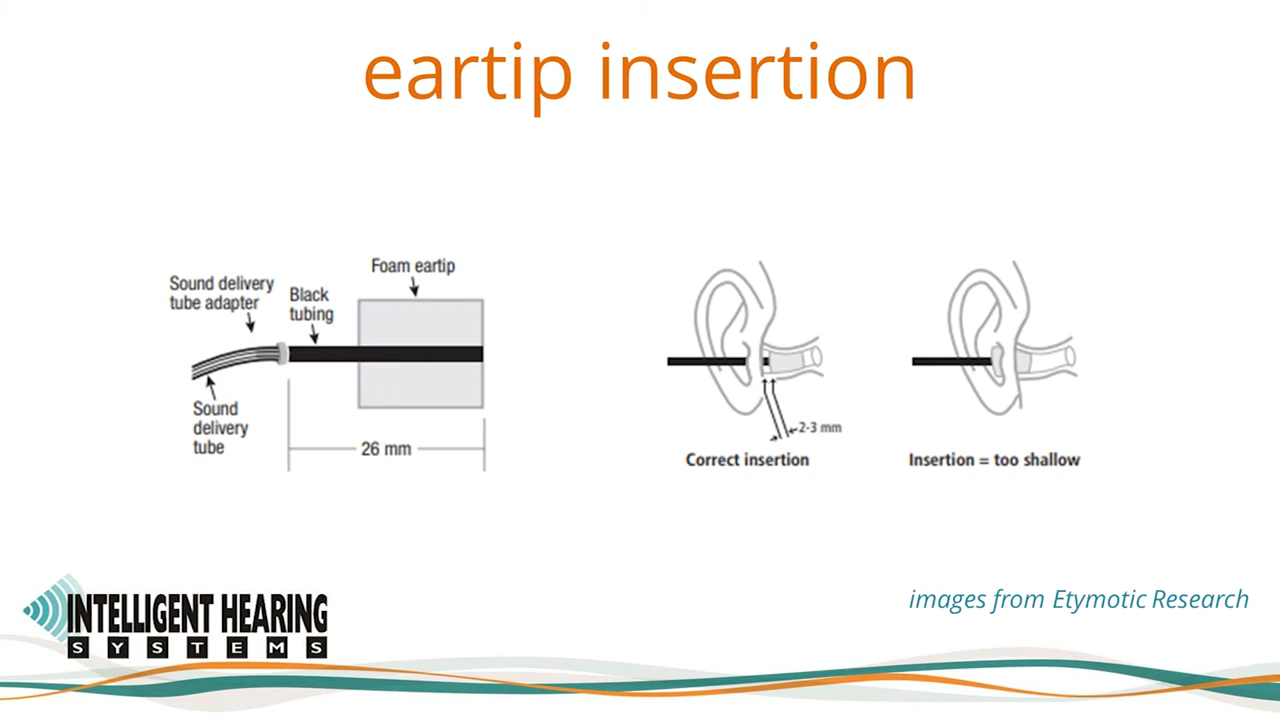 eartip insertion
Foam eartip
Sound delivery
tube adapter
Black
tubing
Sound
delivery
tube
26 mm
2-3 mm
Correct insertion
Insertion = too shallow
images from Etymotic Research
INTELLIGENT HEARING
SYSTEMS